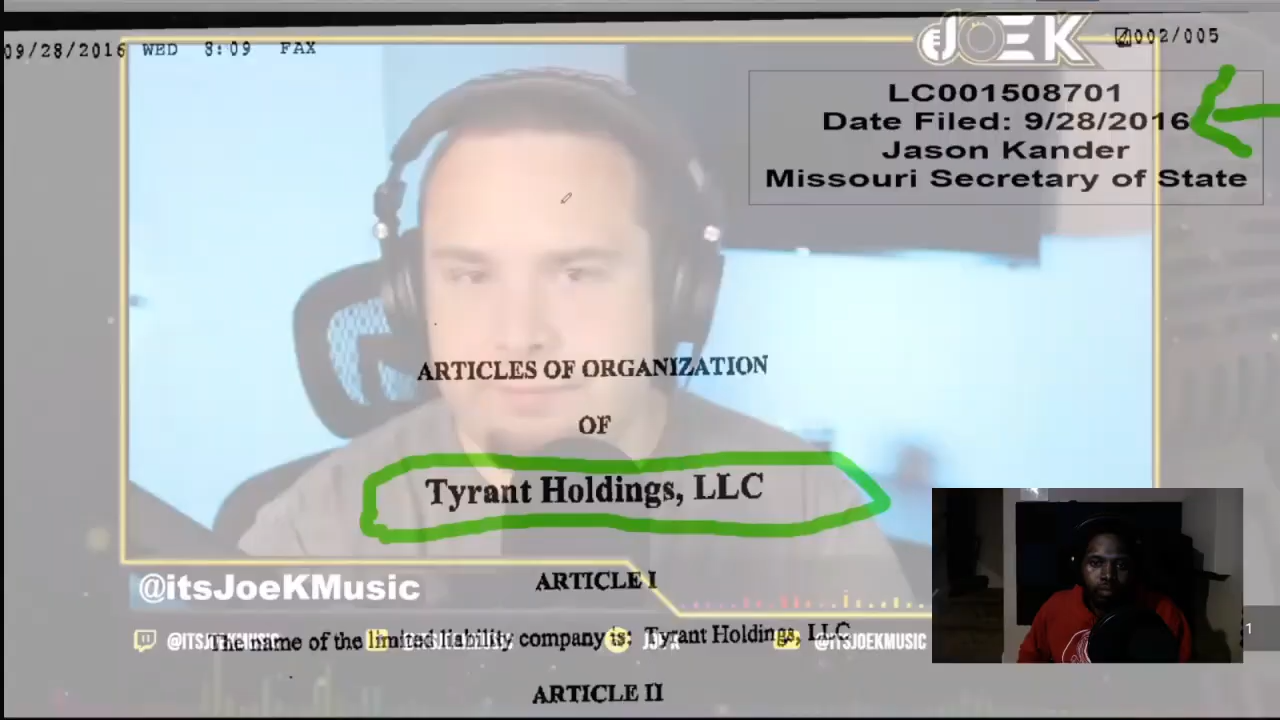 09/28/2016 WED 8:09 FAX
002/005
JOEK
LC001508701
Date Filed: 9/28/2016
Jason Kander
Missouri Secretary of State
ARTICLES OF ORGANIZATION
OF
Tyrant Holdings, LLC
ARTICLE I
@itsJoeKMusic
The name of the limited liability company is: Tyrant Holdings, LLC
@ITSJOEKMUSIC
@ITSJOEKMUSIC
ARTICLE II
1